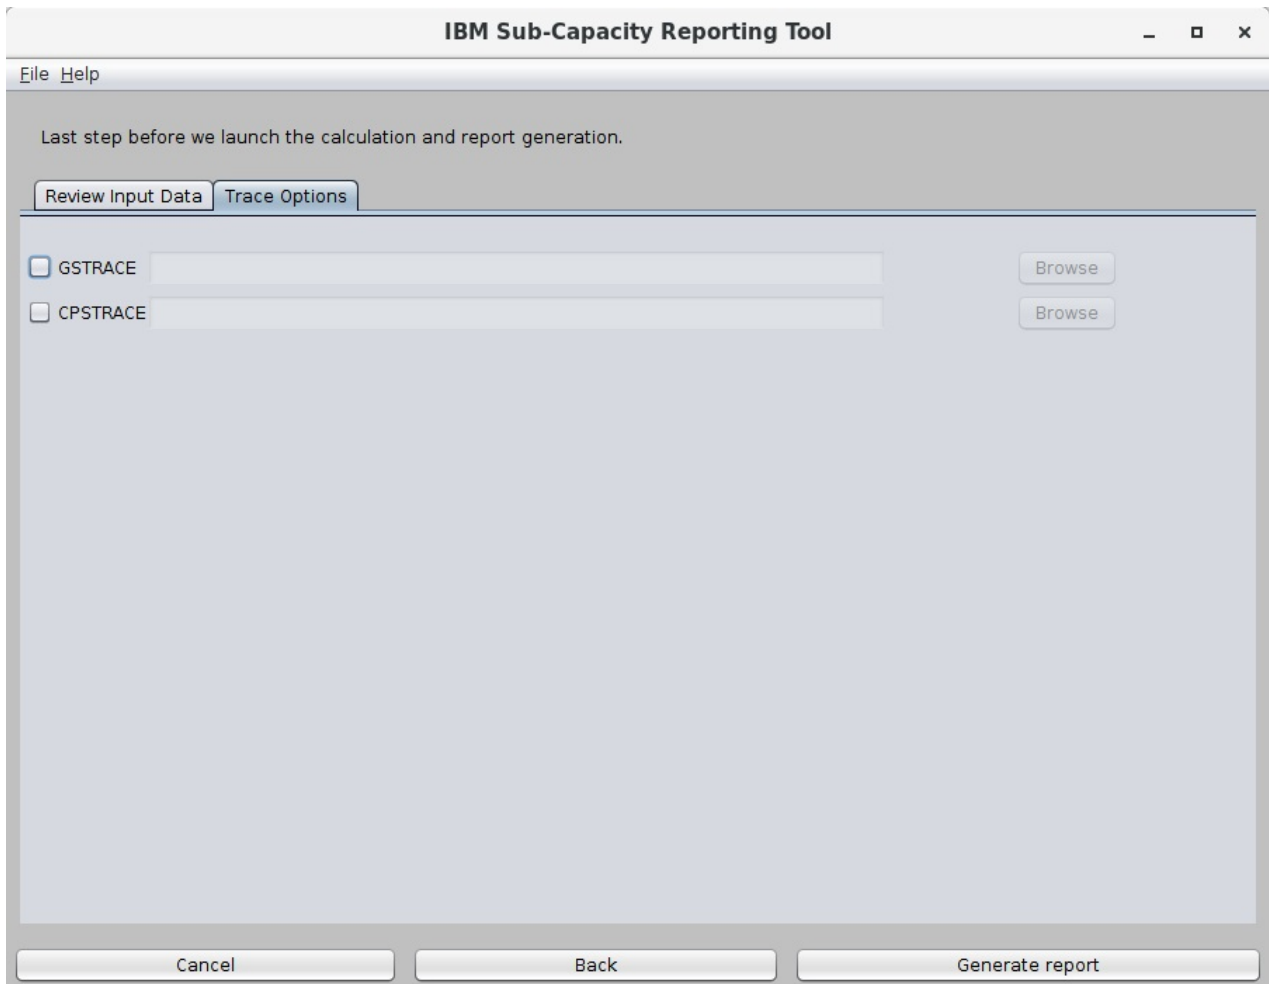 IBM Sub-Capacity Reporting Tool
File Help
Last step before we launch the calculation and report generation.
Review Input Data Trace Options
GSTRACE Browse
CPSTRACE Browse
Cancel Back Generate report